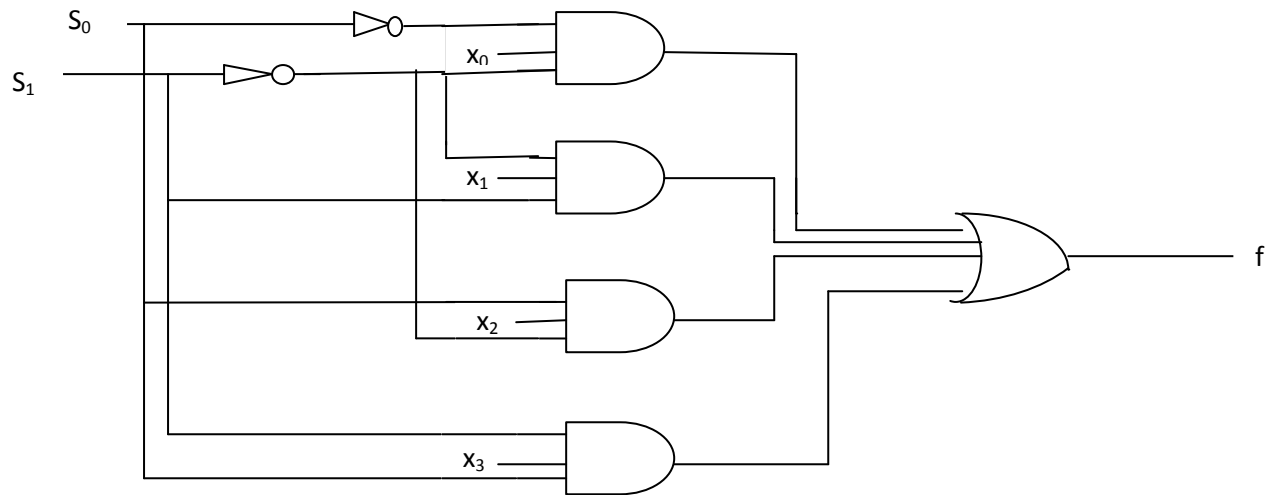 S₀
x₀
S₁
x₁
f
x₂
x₃